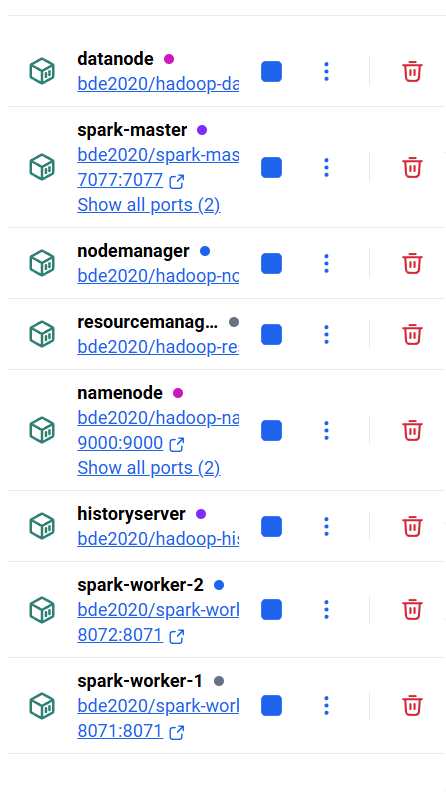 datanode
bde2020/hadoop-da
spark-master
bde2020/spark-mas
7077:7077
Show all ports (2)
nodemanager
bde2020/hadoop-no
resourcemanag...
bde2020/hadoop-re
namenode
bde2020/hadoop-na
9000:9000
Show all ports (2)
historyserver
bde2020/hadoop-his
spark-worker-2
bde2020/spark-worl
8072:8071
spark-worker-1
bde2020/spark-worl
8071:8071